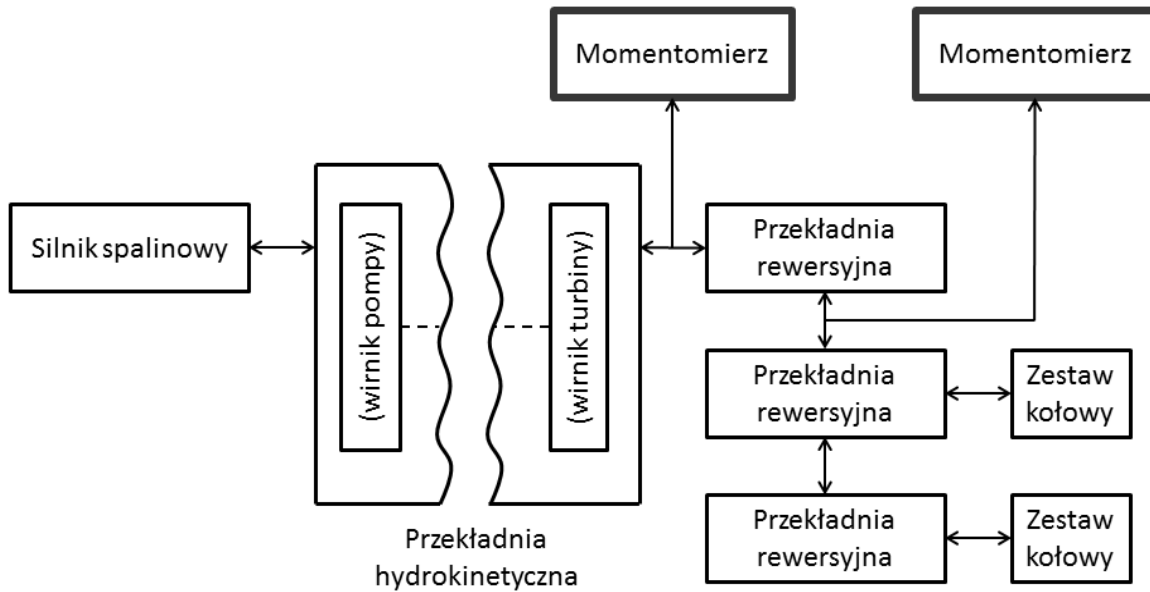 Momentomierz
Momentomierz
Silnik spalinowy
(wirnik pompy)
(wirnik turbiny)
Przekładnia
rewersyjna
Przekładnia
rewersyjna
Zestaw
kołowy
Przekładnia
rewersyjna
Zestaw
kołowy
Przekładnia
hydrokinetyczna